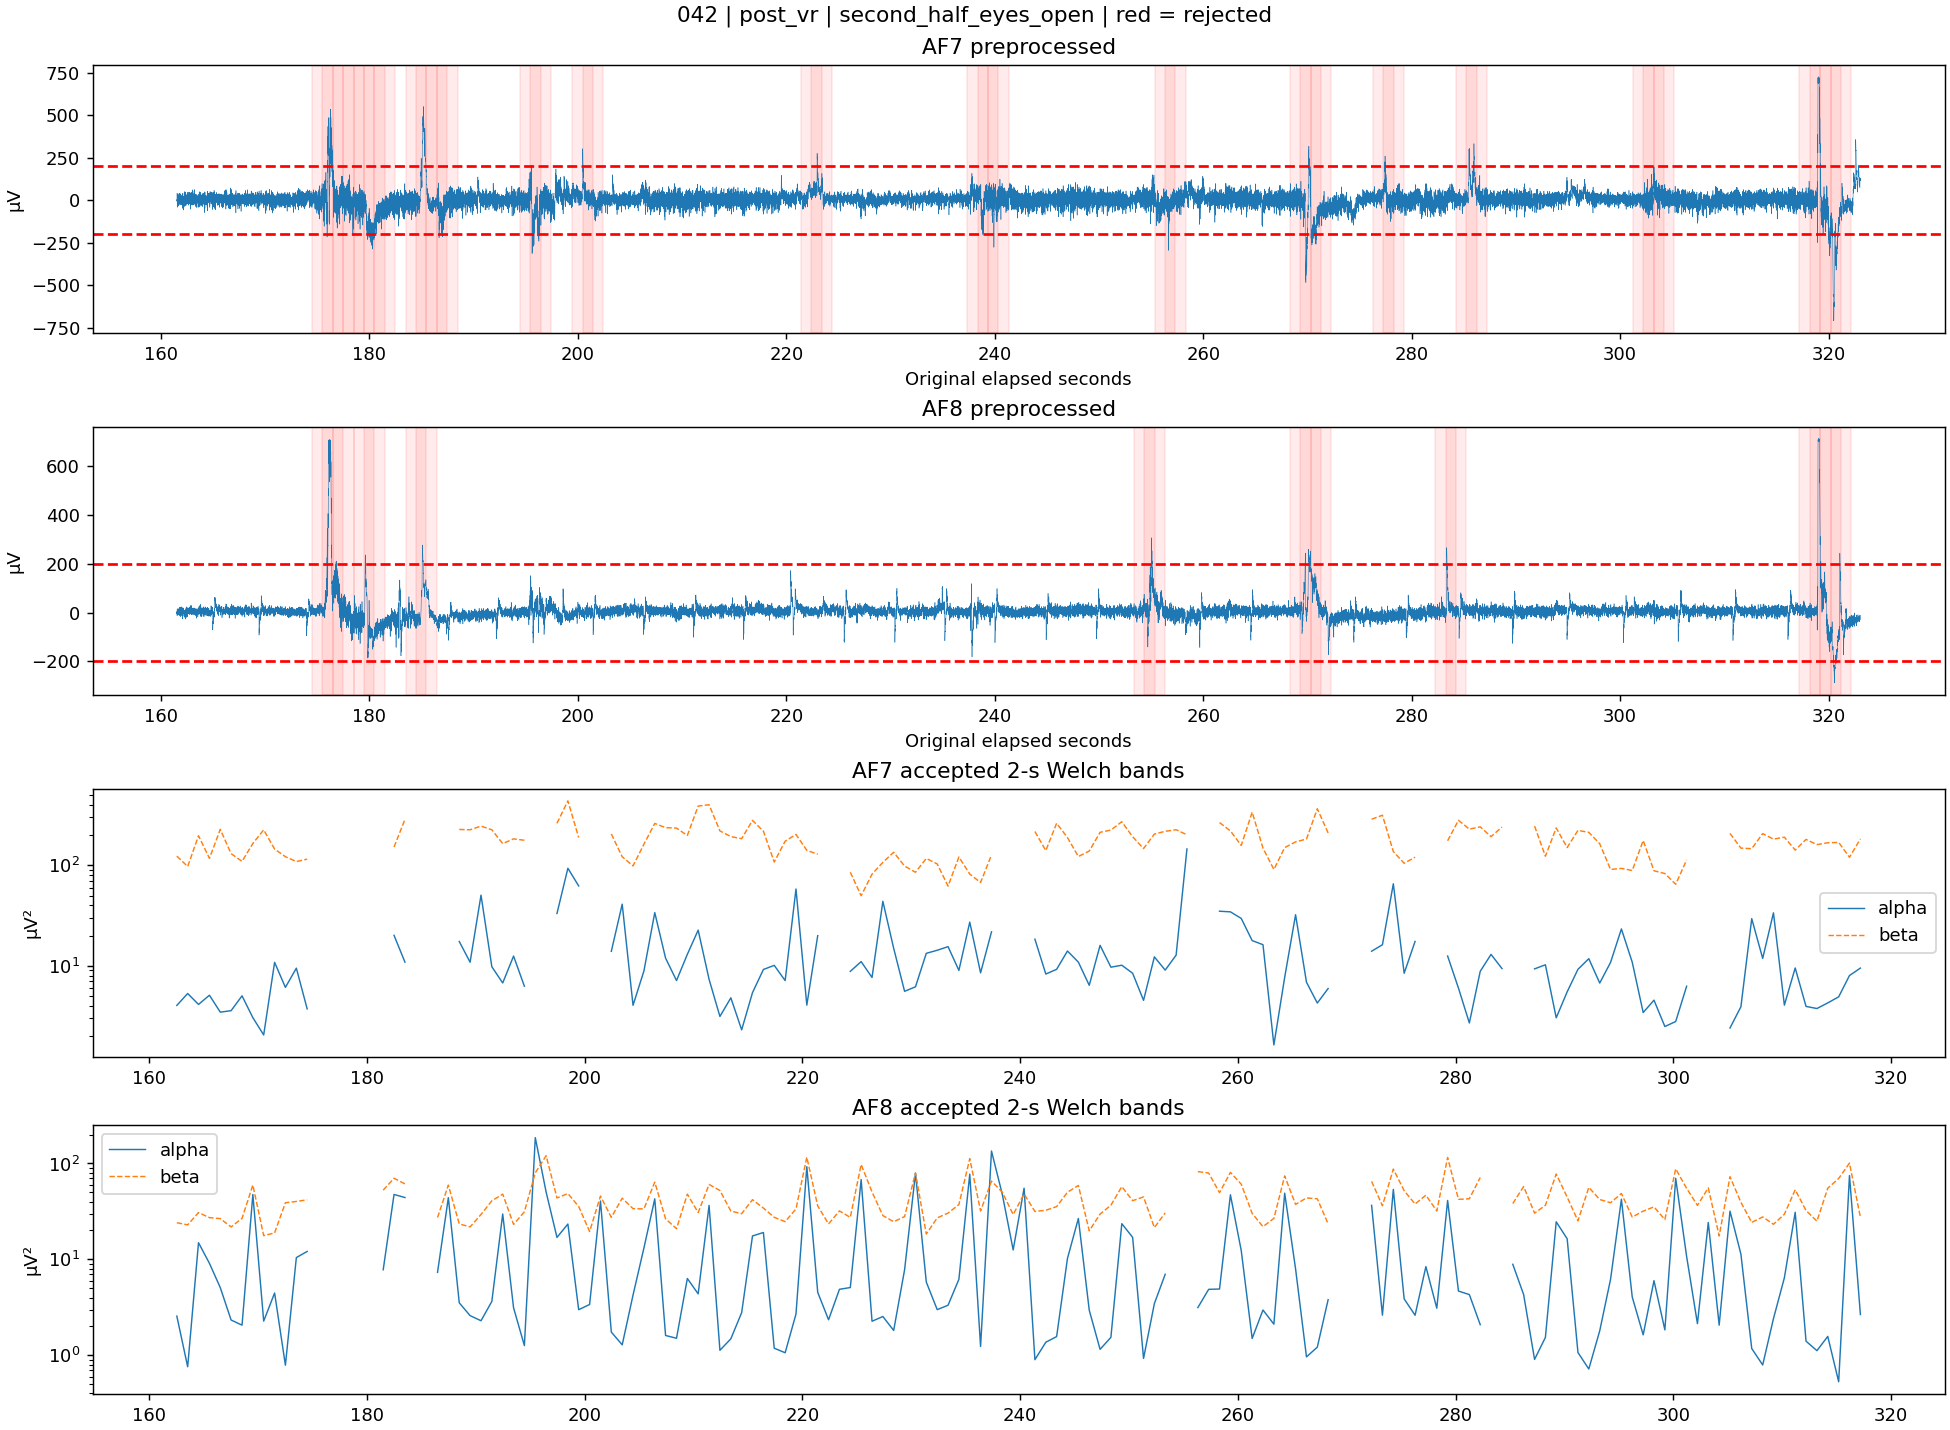 042 | post_vr | second_half_eyes_open | red = rejected
AF7 preprocessed
750
500
250
0
−250
−500
−750
µV
160 180 200 220 240 260 280 300 320
Original elapsed seconds
AF8 preprocessed
600
400
200
0
−200
µV
160 180 200 220 240 260 280 300 320
Original elapsed seconds
AF7 accepted 2-s Welch bands
10²
10¹
µV²
alpha
beta
160 180 200 220 240 260 280 300 320
AF8 accepted 2-s Welch bands
alpha
beta
10²
10¹
10⁰
µV²
160 180 200 220 240 260 280 300 320